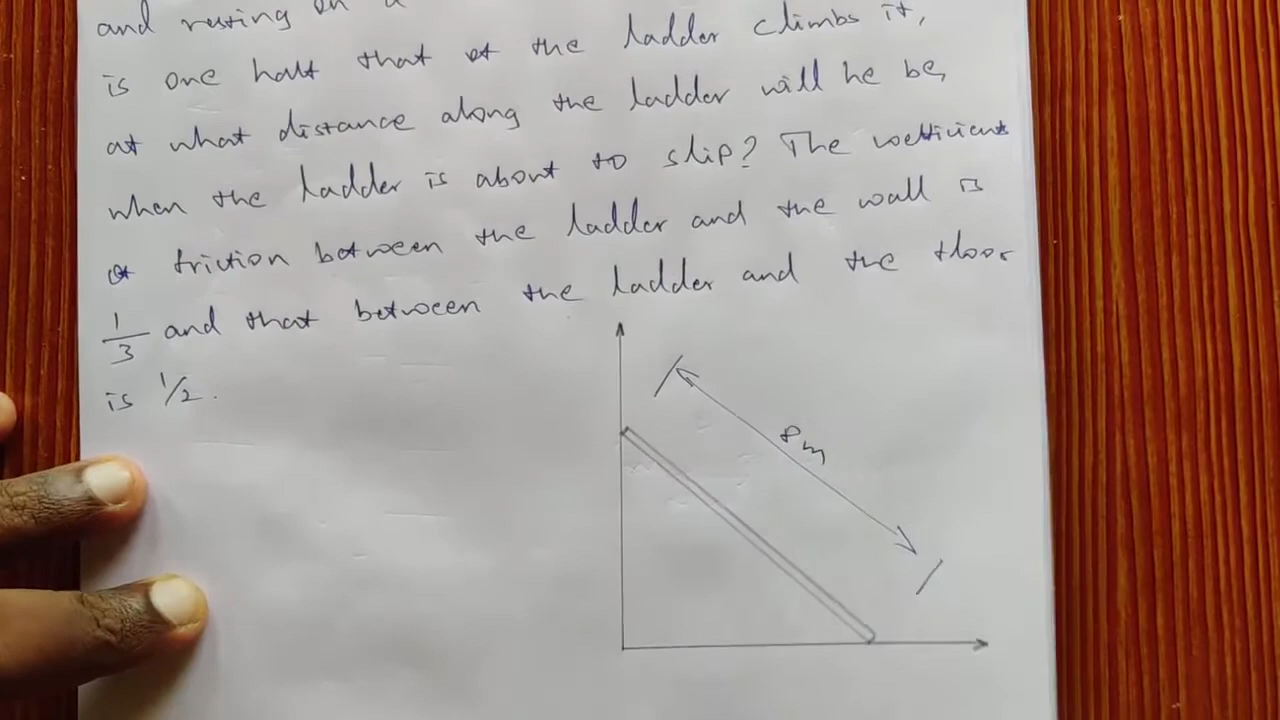 and resting on a
is one half that of the ladder climbs it,
at what distance along the ladder will he be,
when the ladder is about to slip? The coefficient
of friction between the ladder and the wall is
1/3 and that between the ladder and the floor
is 1/2.
8m